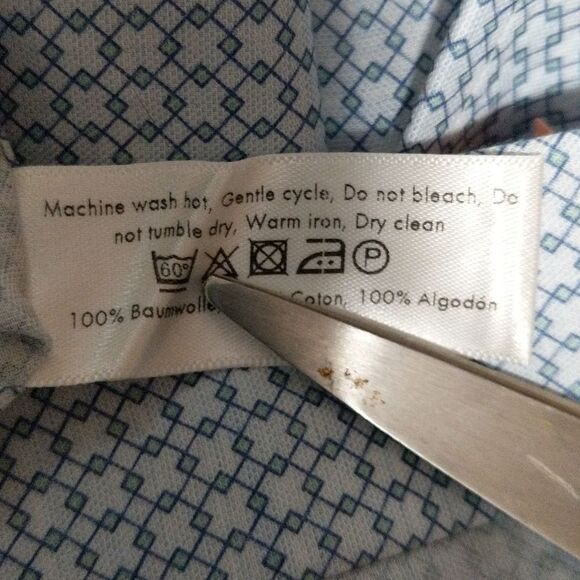 Machine wash hot, Gentle cycle, Do not bleach, Do
not tumble dry, Warm iron, Dry clean
60° P
100% Baumwolle, Coton, 100% Algodón